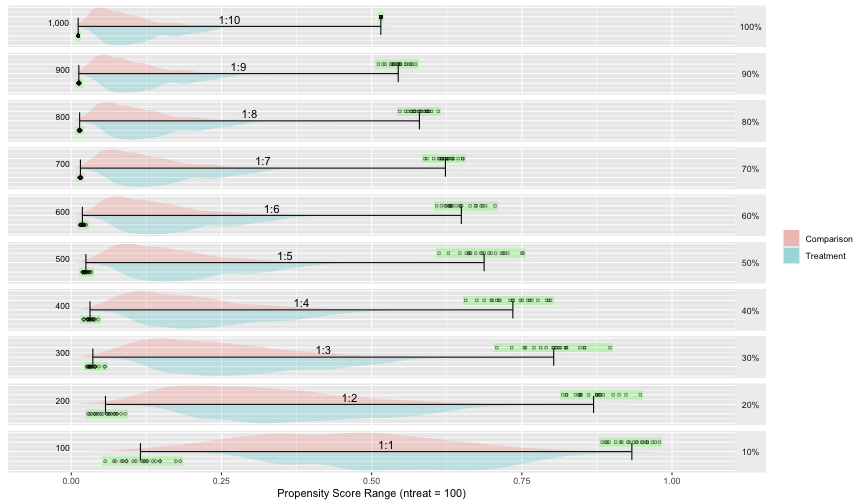 1,000 1:10 100%
900 1:9 90%
800 1:8 80%
700 1:7 70%
600 1:6 60%
500 1:5 50%
400 1:4 40%
300 1:3 30%
200 1:2 20%
100 1:1 10%
Comparison
Treatment
0.00 0.25 0.50 0.75 1.00
Propensity Score Range (ntreat = 100)